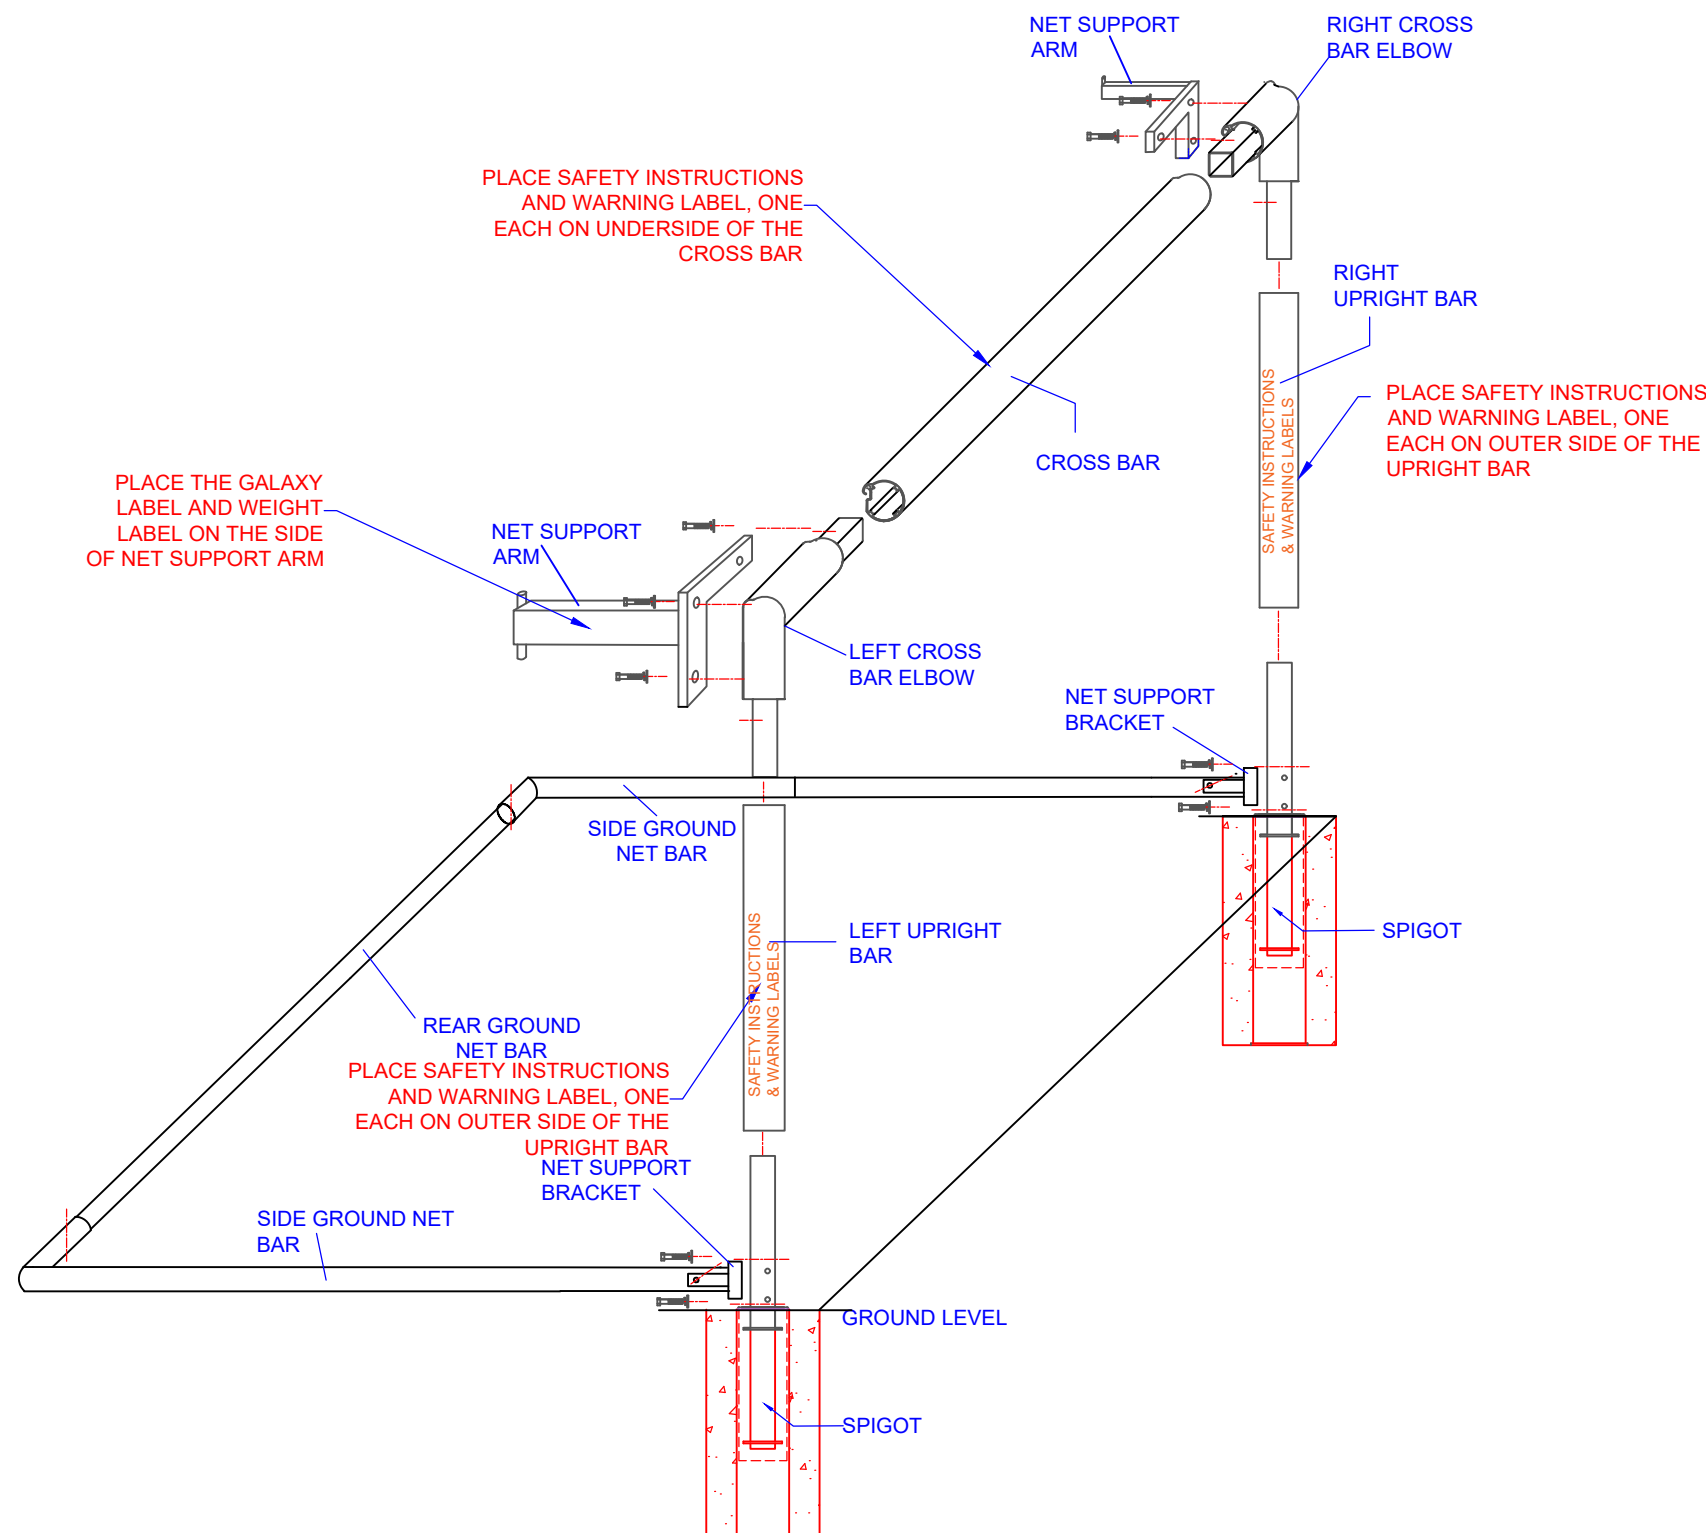 NET SUPPORT
ARM
RIGHT CROSS
BAR ELBOW
PLACE SAFETY INSTRUCTIONS
AND WARNING LABEL, ONE
EACH ON UNDERSIDE OF THE
CROSS BAR
RIGHT
UPRIGHT BAR
SAFETY INSTRUCTIONS
& WARNING LABELS
PLACE SAFETY INSTRUCTIONS
AND WARNING LABEL, ONE
EACH ON OUTER SIDE OF THE
UPRIGHT BAR
CROSS BAR
PLACE THE GALAXY
LABEL AND WEIGHT
LABEL ON THE SIDE
OF NET SUPPORT ARM
NET SUPPORT
ARM
LEFT CROSS
BAR ELBOW
NET SUPPORT
BRACKET
SIDE GROUND
NET BAR
SAFETY INSTRUCTIONS
& WARNING LABELS
LEFT UPRIGHT
BAR
SPIGOT
REAR GROUND
NET BAR
PLACE SAFETY INSTRUCTIONS
AND WARNING LABEL, ONE
EACH ON OUTER SIDE OF THE
UPRIGHT BAR
NET SUPPORT
BRACKET
SIDE GROUND NET
BAR
GROUND LEVEL
SPIGOT